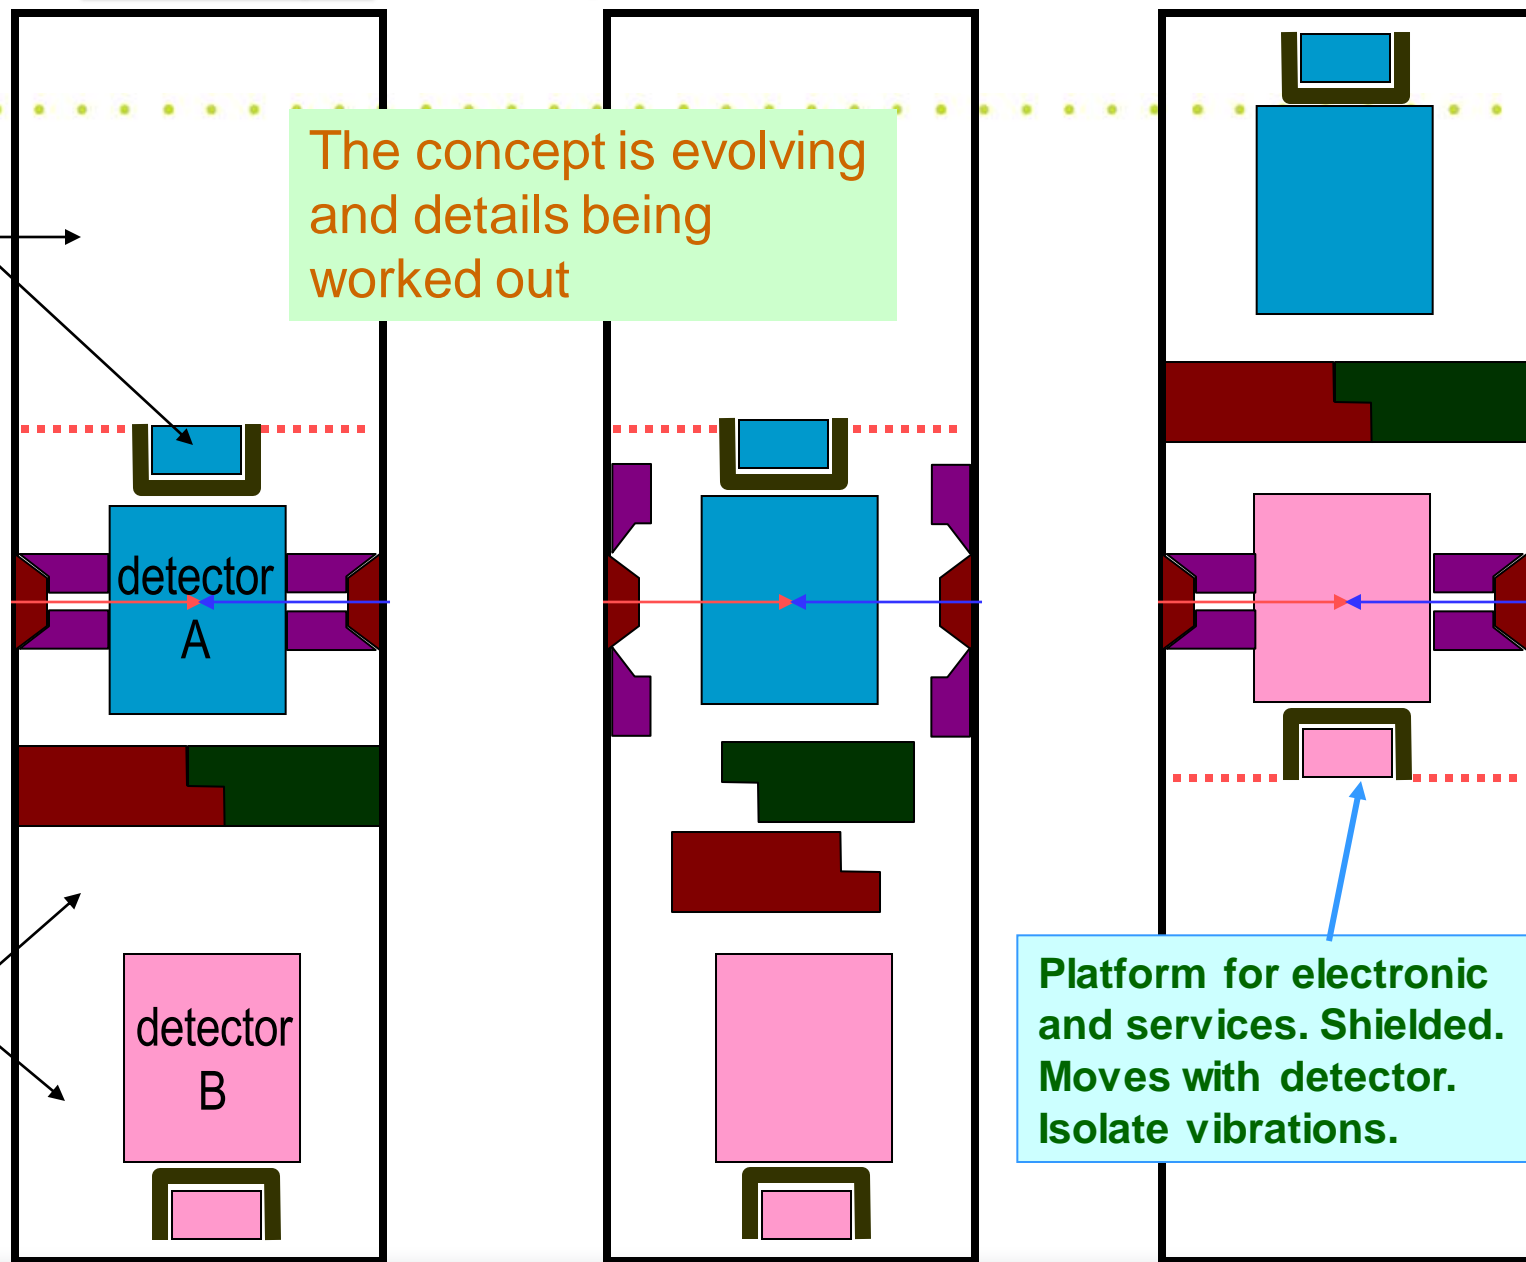 The concept is evolving
and details being
worked out
detector
A
detector
B
Platform for electronic
and services. Shielded.
Moves with detector.
Isolate vibrations.